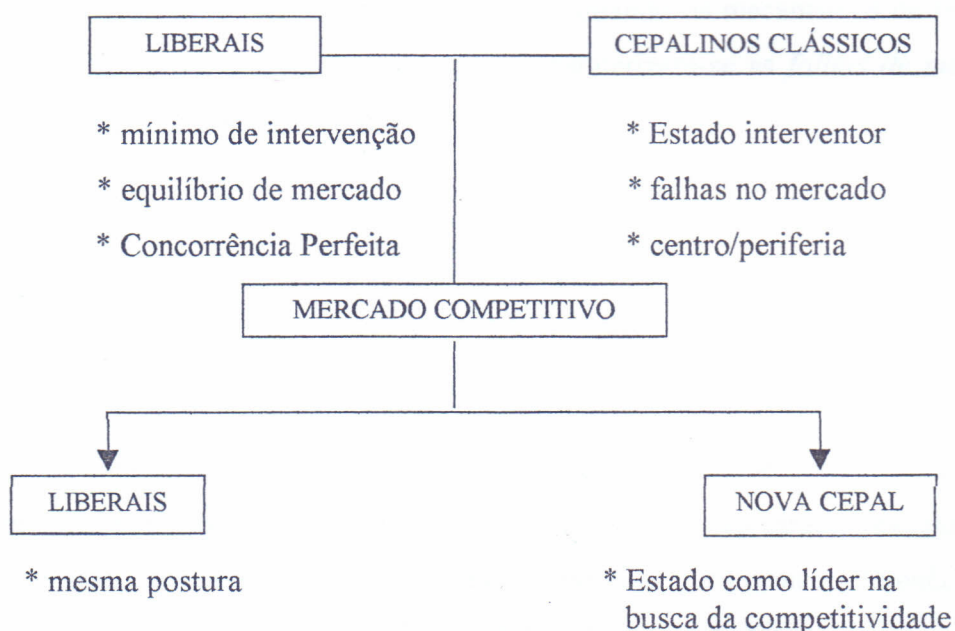 LIBERAIS
CEPALINOS CLÁSSICOS
* mínimo de intervenção
* equilíbrio de mercado
* Concorrência Perfeita
* Estado interventor
* falhas no mercado
* centro/periferia
MERCADO COMPETITIVO
LIBERAIS
NOVA CEPAL
* mesma postura
* Estado como líder na
busca da competitividade